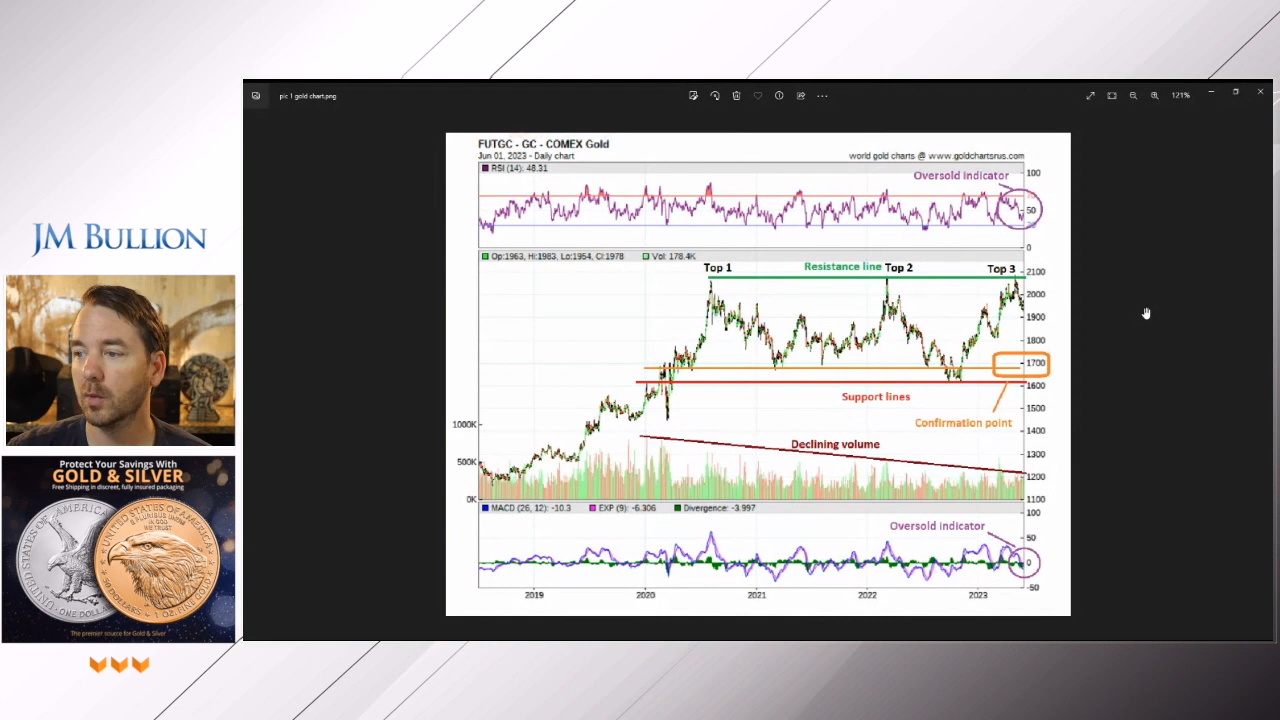 JM BULLION
Protect Your Savings With
GOLD & SILVER
Free Shipping in discreet, fully insured packaging
The premier source for Gold & Silver
pic 1 gold chart.png
121%
FUTGC - GC - COMEX Gold
Jun 01, 2023 - Daily chart
world gold charts @ www.goldchartsrus.com
RSI (14): 48.31
Oversold indicator
100
50
0
Op:1963, Hi:1983, Lo:1954, Cl:1978
Vol: 178.4K
Top 1
Resistance line
Top 2
Top 3
2100
2000
1900
1800
1700
1600
1500
1400
1300
1200
1100
Support lines
Confirmation point
Declining volume
1000K
500K
0K
MACD (26, 12): -10.3
EXP (9): -6.306
Divergence: -3.997
Oversold indicator
100
50
0
-50
2019
2020
2021
2022
2023